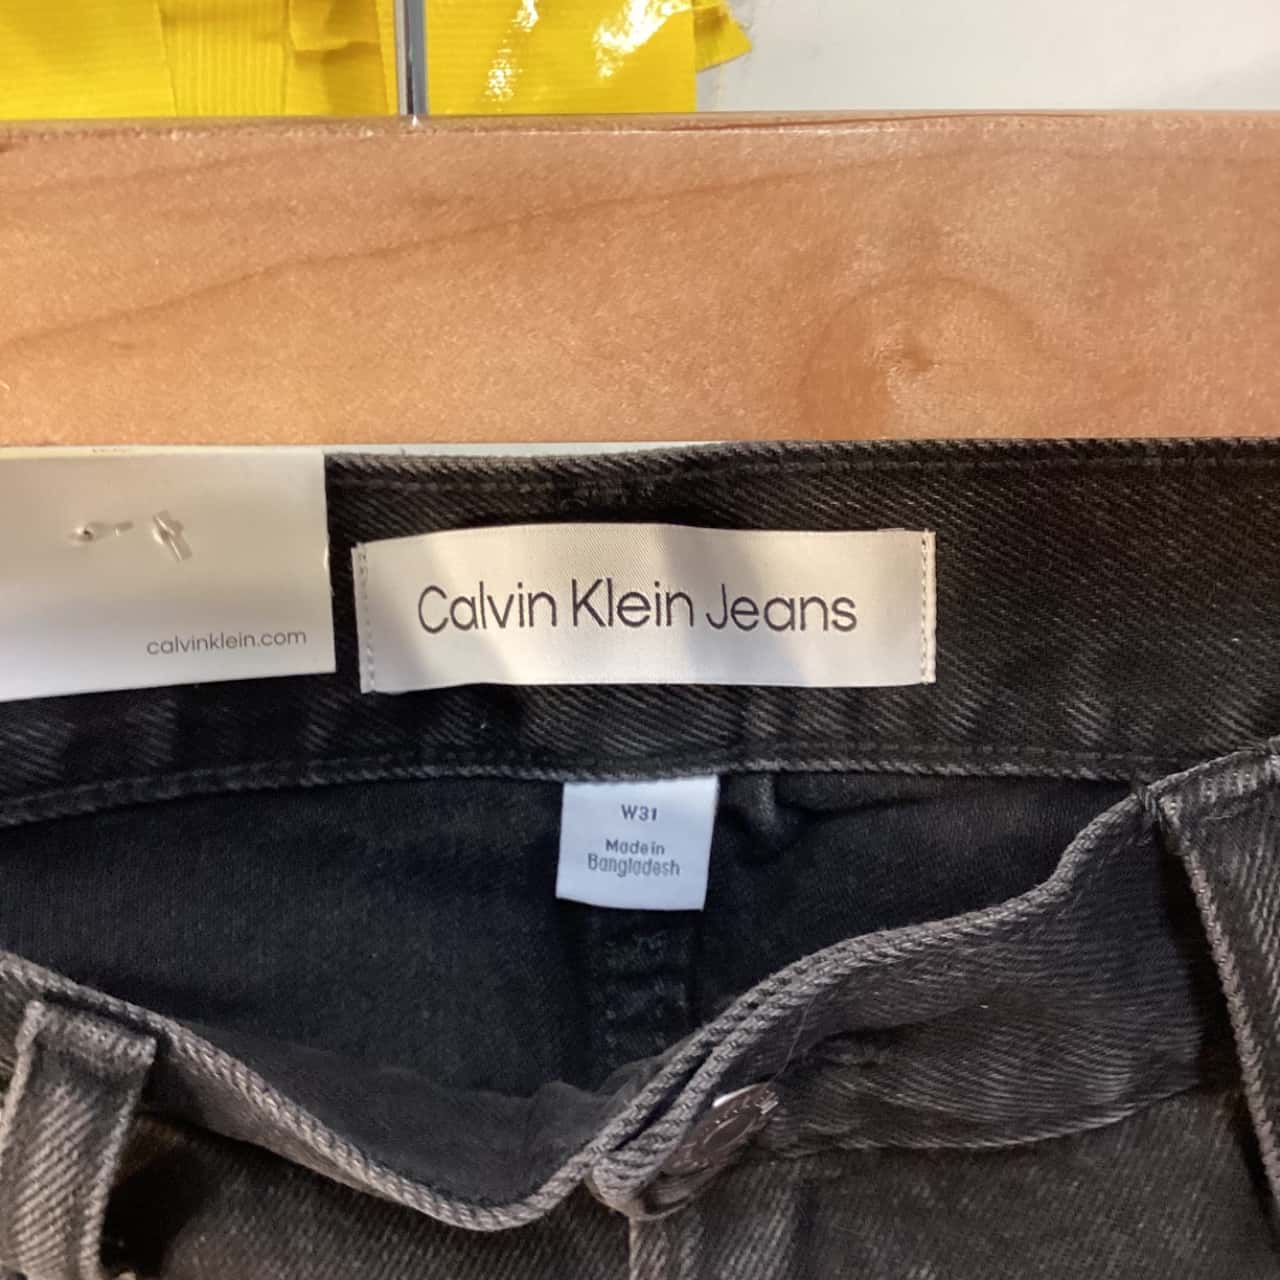 calvinklein.com
Calvin Klein Jeans
W31
Made in
Bangladesh